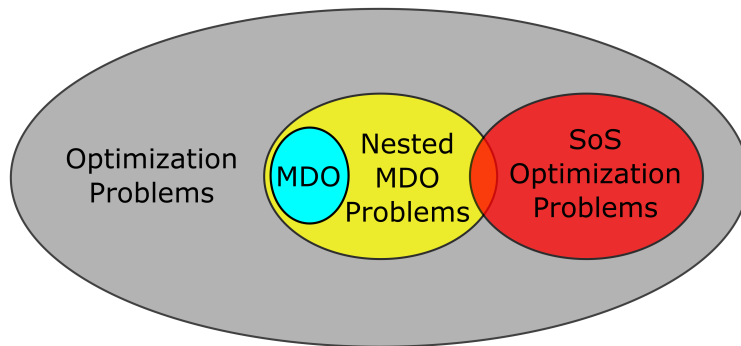 Optimization
Problems
MDO
Nested
MDO
Problems
SoS
Optimization
Problems